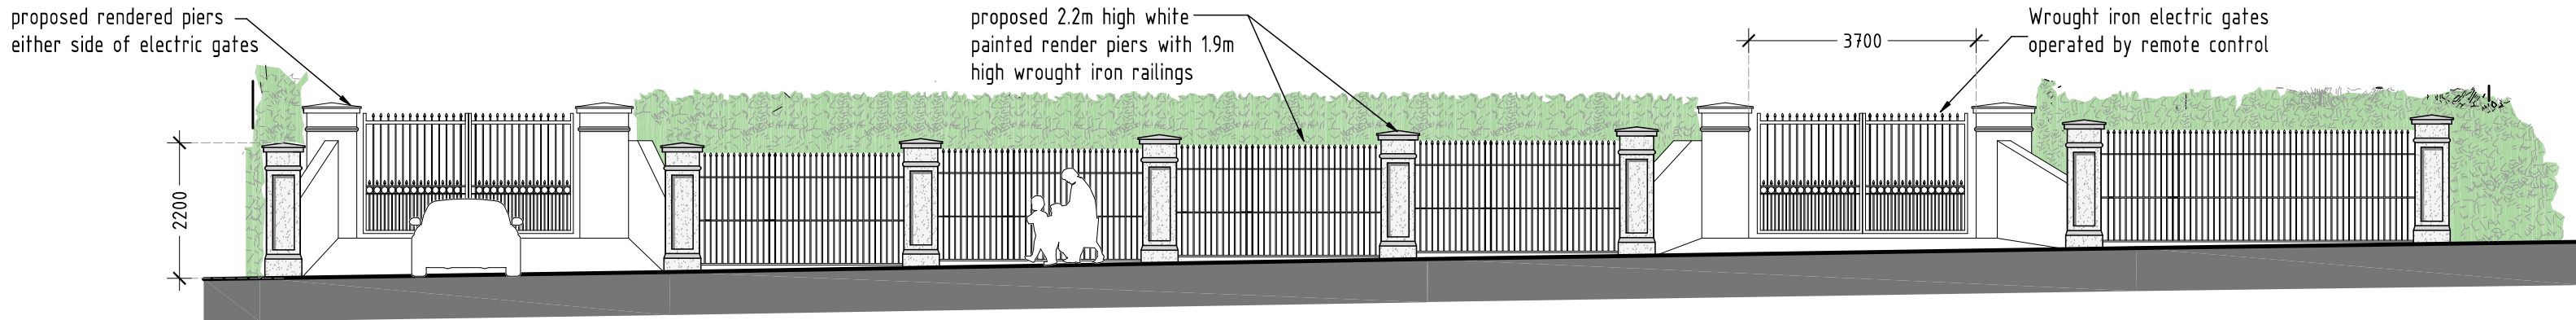 proposed rendered piers
either side of electric gates
proposed 2.2m high white
painted render piers with 1.9m
high wrought iron railings
3700
Wrought iron electric gates
operated by remote control
2200